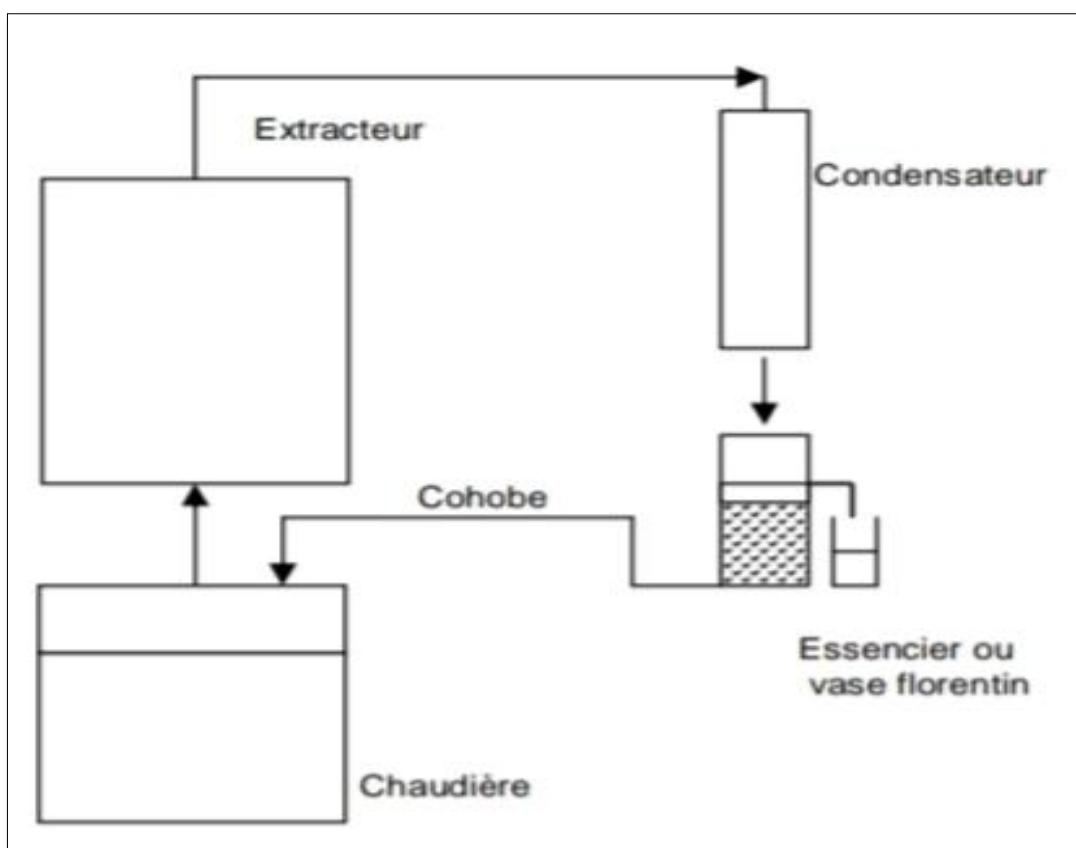 Extracteur
Condensateur
Cohobe
Essencier ou
vase florentin
Chaudière